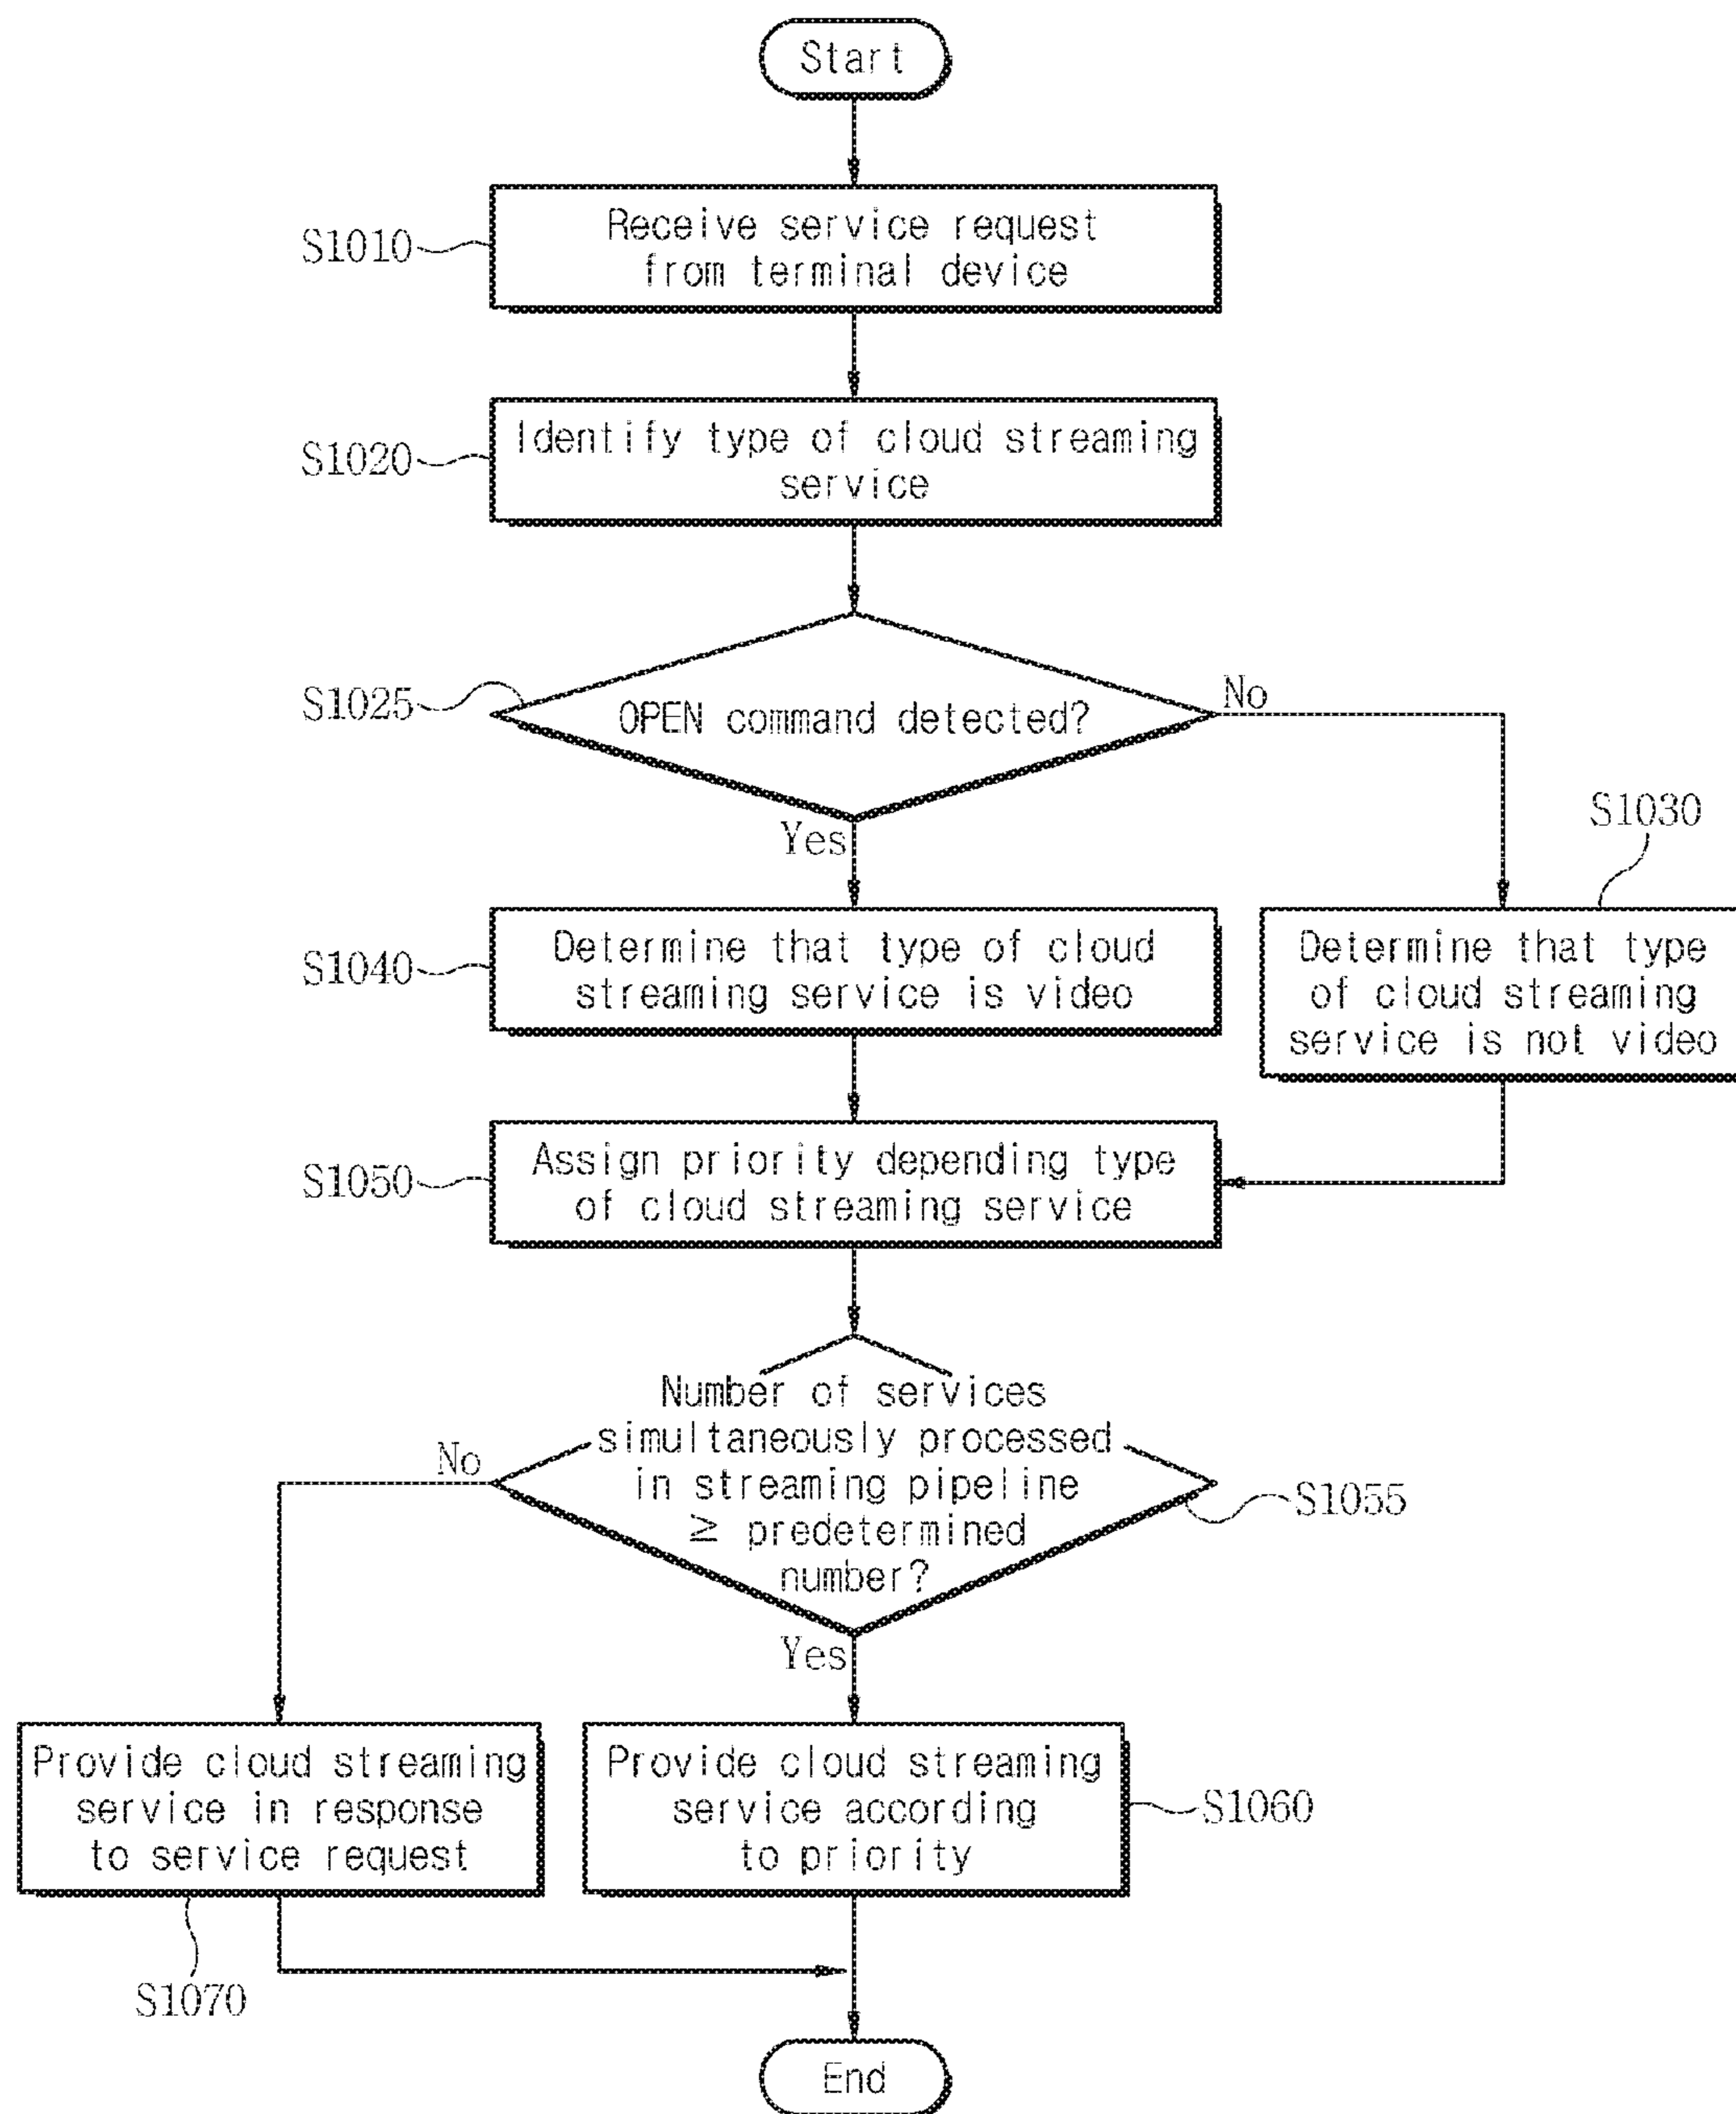 Start
S1010
Receive service request
from terminal device
S1020
Identify type of cloud streaming
service
S1025
OPEN command detected?
No
Yes
S1030
S1040
Determine that type of cloud
streaming service is video
Determine that type
of cloud streaming
service is not video
S1050
Assign priority depending type
of cloud streaming service
Number of services
simultaneously processed
in streaming pipeline
≥ predetermined
number?
No
S1055
Yes
Provide cloud streaming
service in response
to service request
Provide cloud streaming
service according
to priority
S1060
S1070
End